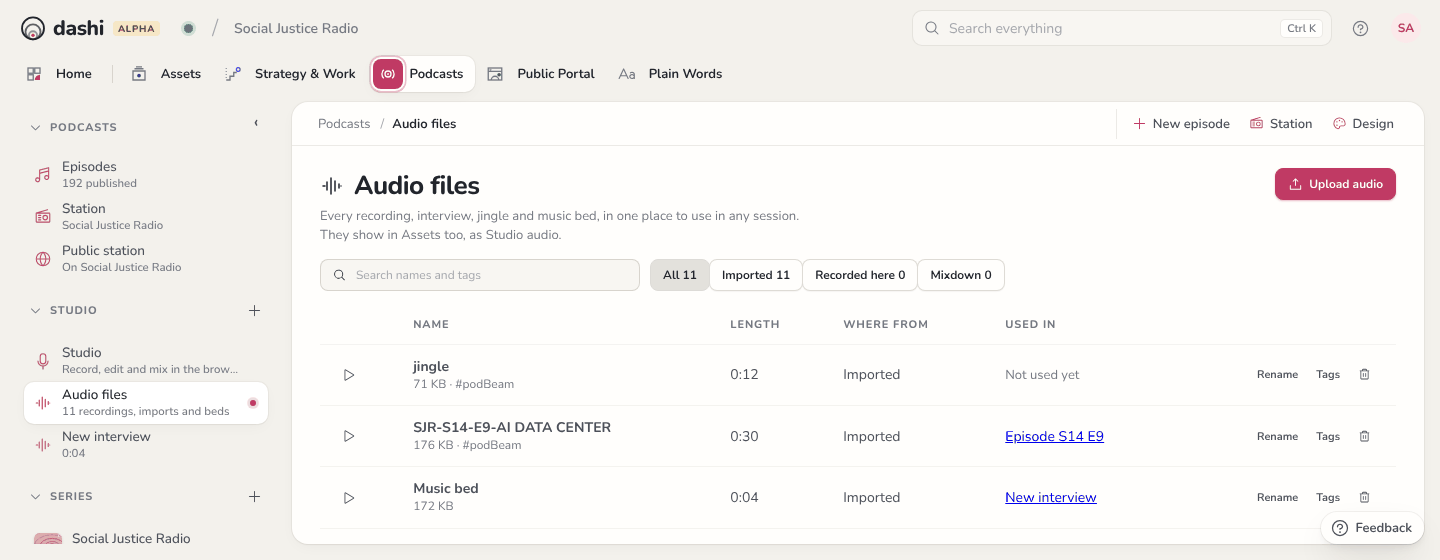 dashi ALPHA / Social Justice Radio
Search everything Ctrl K
SA
Home Assets Strategy & Work Podcasts Public Portal Aa Plain Words
PODCASTS
Episodes
192 published
Station
Social Justice Radio
Public station
On Social Justice Radio
STUDIO
Studio
Record, edit and mix in the brow...
Audio files
11 recordings, imports and beds
New interview
0:04
SERIES
Social Justice Radio
Podcasts / Audio files
New episode Station Design
Audio files
Upload audio
Every recording, interview, jingle and music bed, in one place to use in any session.
They show in Assets too, as Studio audio.
Search names and tags
All 11 Imported 11 Recorded here 0 Mixdown 0
NAME LENGTH WHERE FROM USED IN
jingle
71 KB · #podBeam
0:12 Imported Not used yet Rename Tags
SJR-S14-E9-AI DATA CENTER
176 KB · #podBeam
0:30 Imported Episode S14 E9 Rename Tags
Music bed
172 KB
0:04 Imported New interview Rename Tags
Feedback